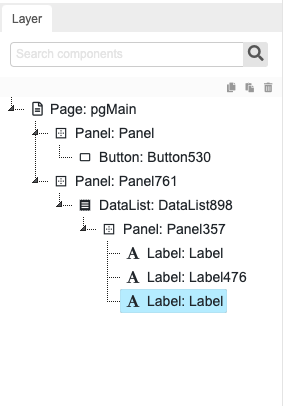 Layer
Search components
Page: pgMain
Panel: Panel
Button: Button530
Panel: Panel761
DataList: DataList898
Panel: Panel357
A Label: Label
A Label: Label476
A Label: Label